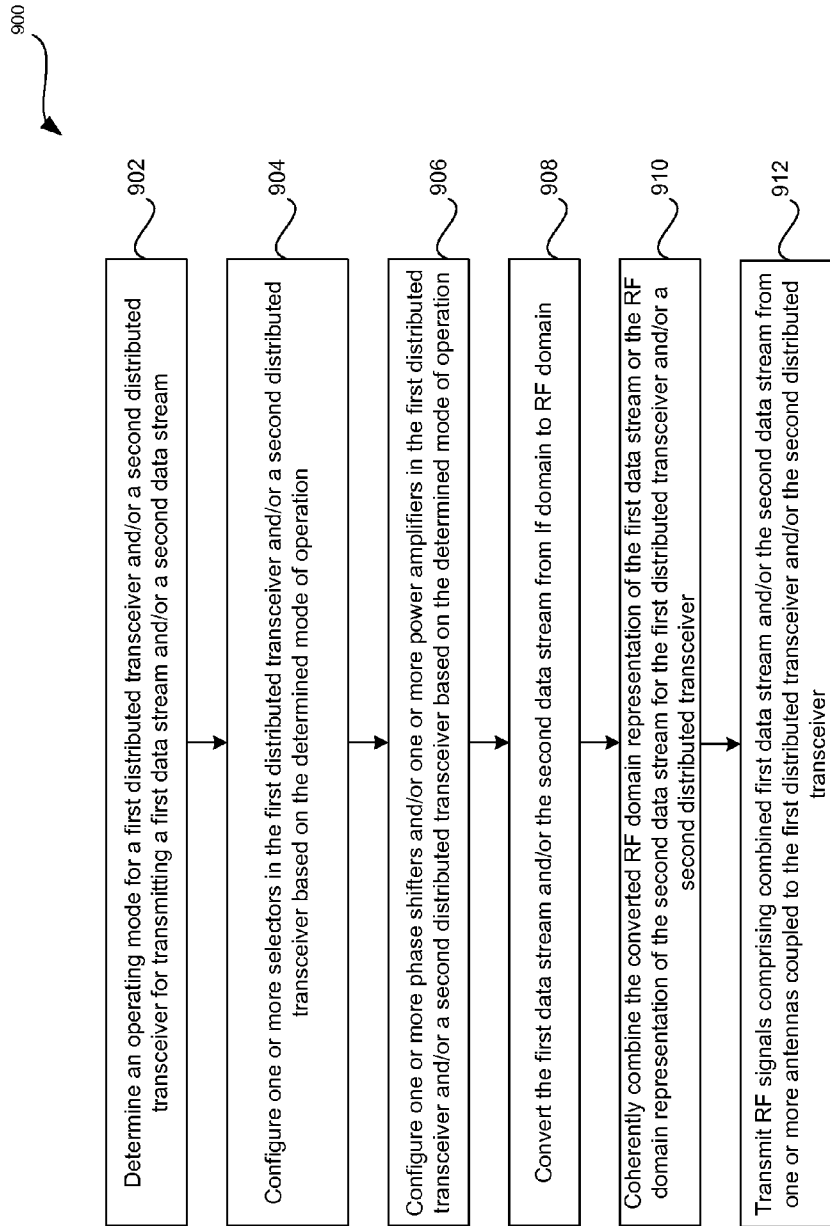 900
902
Determine an operating mode for a first distributed transceiver and/or a second distributed
transceiver for transmitting a first data stream and/or a second data stream
904
Configure one or more selectors in the first distributed transceiver and/or a second distributed
transceiver based on the determined mode of operation
906
Configure one or more phase shifters and/or one or more power amplifiers in the first distributed
transceiver and/or a second distributed transceiver based on the determined mode of operation
908
Convert the first data stream and/or the second data stream from If domain to RF domain
910
Coherently combine the converted RF domain representation of the first data stream or the RF
domain representation of the second data stream for the first distributed transceiver and/or a
second distributed transceiver
912
Transmit RF signals comprising combined first data stream and/or the second data stream from
one or more antennas coupled to the first distributed transceiver and/or the second distributed
transceiver